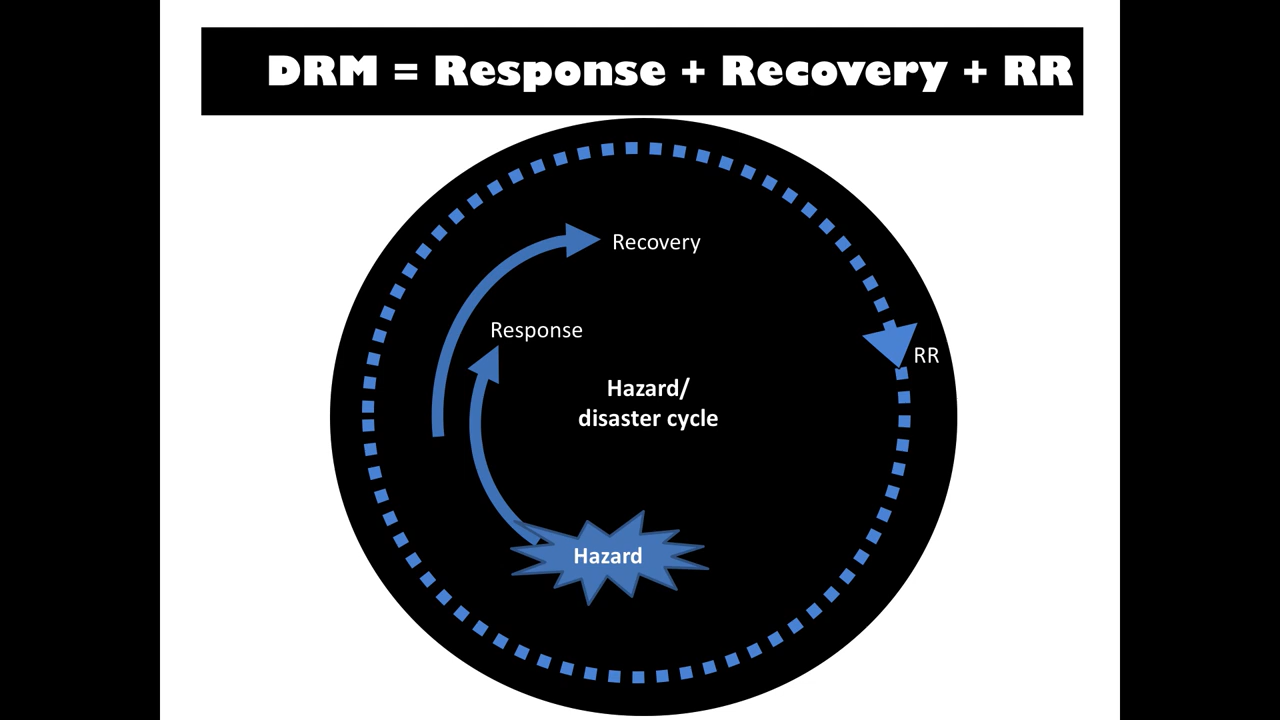 DRM = Response + Recovery + RR
Recovery
Response
RR
Hazard/
disaster cycle
Hazard